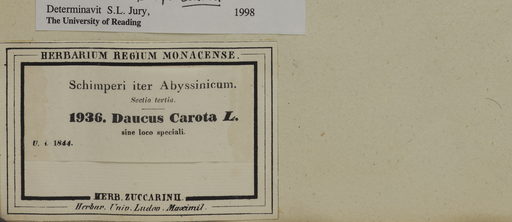 Determinavit S.L. Jury, 1998
The University of Reading
HERBARIUM REGIUM MONACENSE.
Schimperi iter Abyssinicum.
Sectio tertia.
1936. Daucus Carota L.
sine loco speciali.
U. i. 1844.
HERB. ZUCCARINII.
Herbar. Univ. Ludov. Maximil.